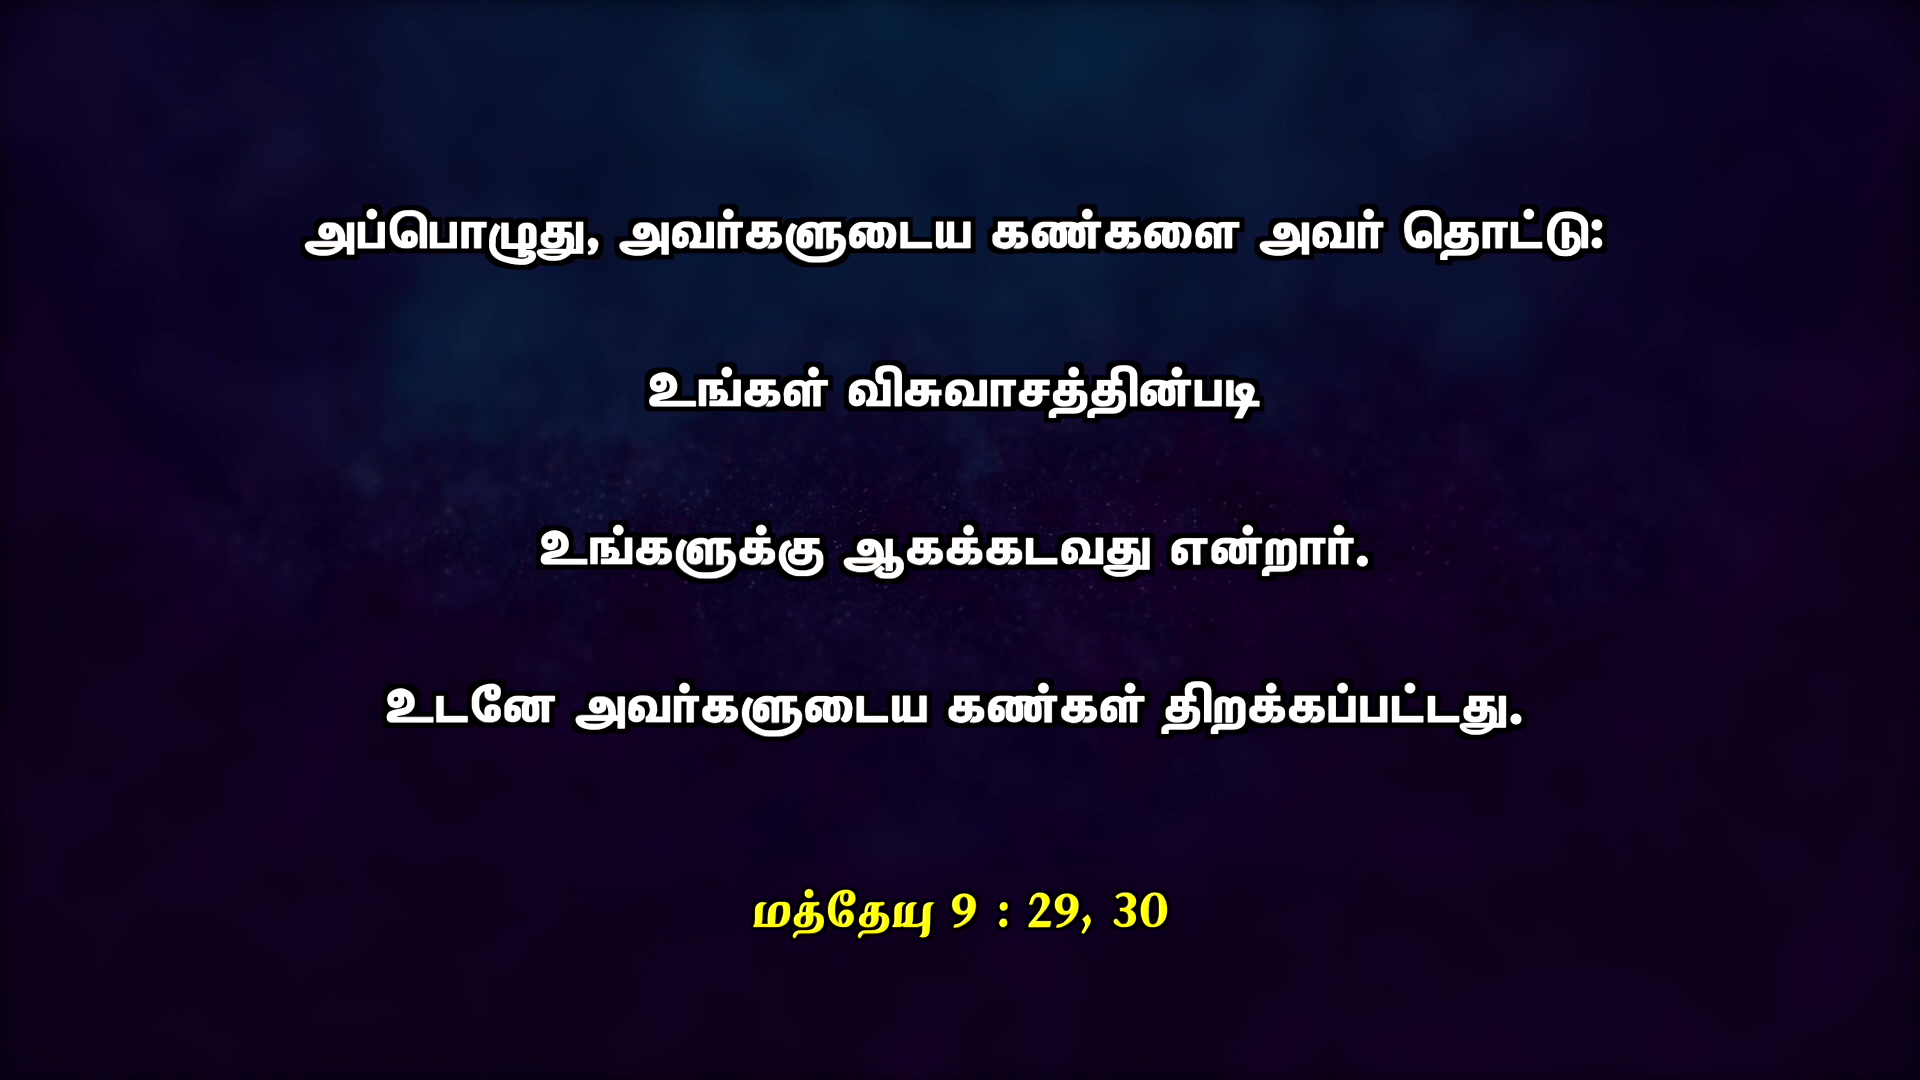 அப்பொழுது, அவர்களுடைய கண்களை அவர் தொட்டு:
உங்கள் விசுவாசத்தின்படி
உங்களுக்கு ஆகக்கடவது என்றார்.
உடனே அவர்களுடைய கண்கள் திறக்கப்பட்டது.
மத்தேயு 9 : 29, 30